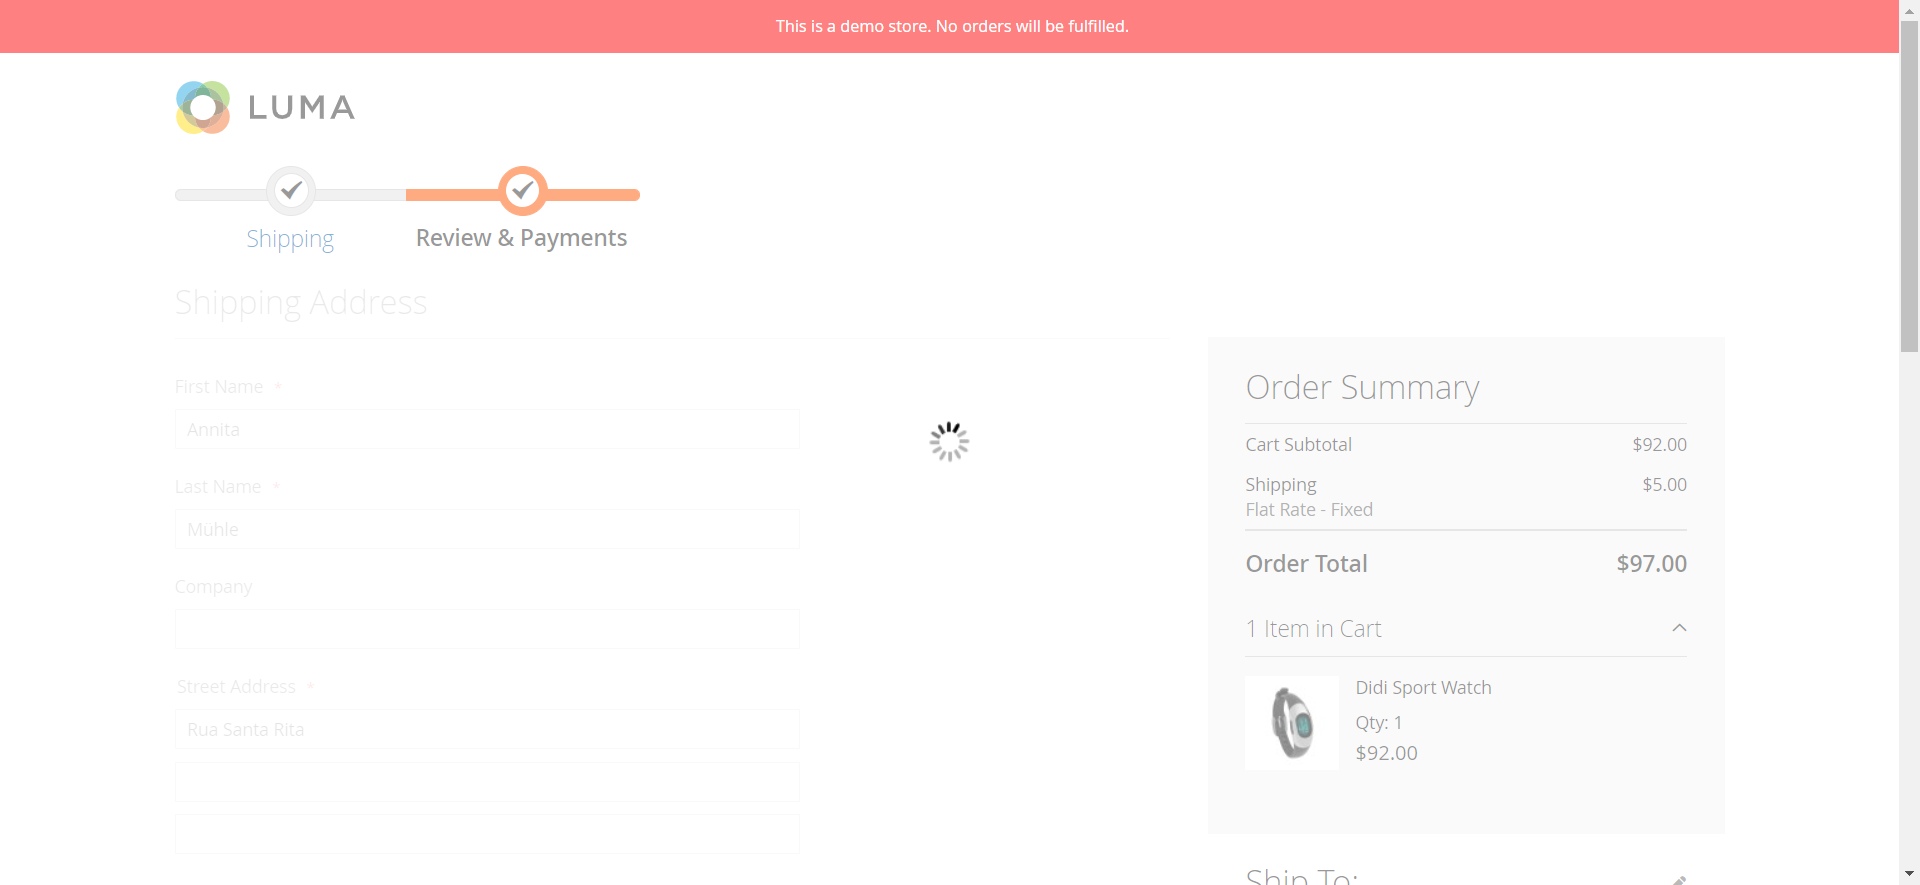 This is a demo store. No orders will be fulfilled.
LUMA
Shipping
Review & Payments
Shipping Address
First Name *
Annita
Last Name *
Mühle
Company
Street Address *
Rua Santa Rita
Order Summary
Cart Subtotal $92.00
Shipping $5.00
Flat Rate - Fixed
Order Total $97.00
1 Item in Cart
Didi Sport Watch
Qty: 1
$92.00
Ship To: